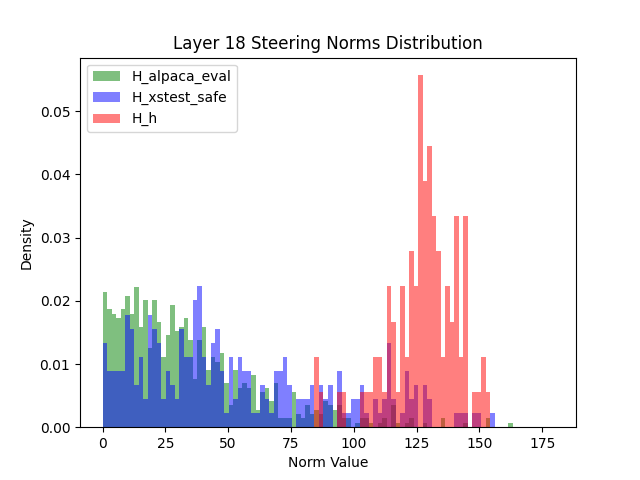 Layer 18 Steering Norms Distribution
H_alpaca_eval
H_xstest_safe
H_h
Density
0.05
0.04
0.03
0.02
0.01
0.00
0 25 50 75 100 125 150 175
Norm Value